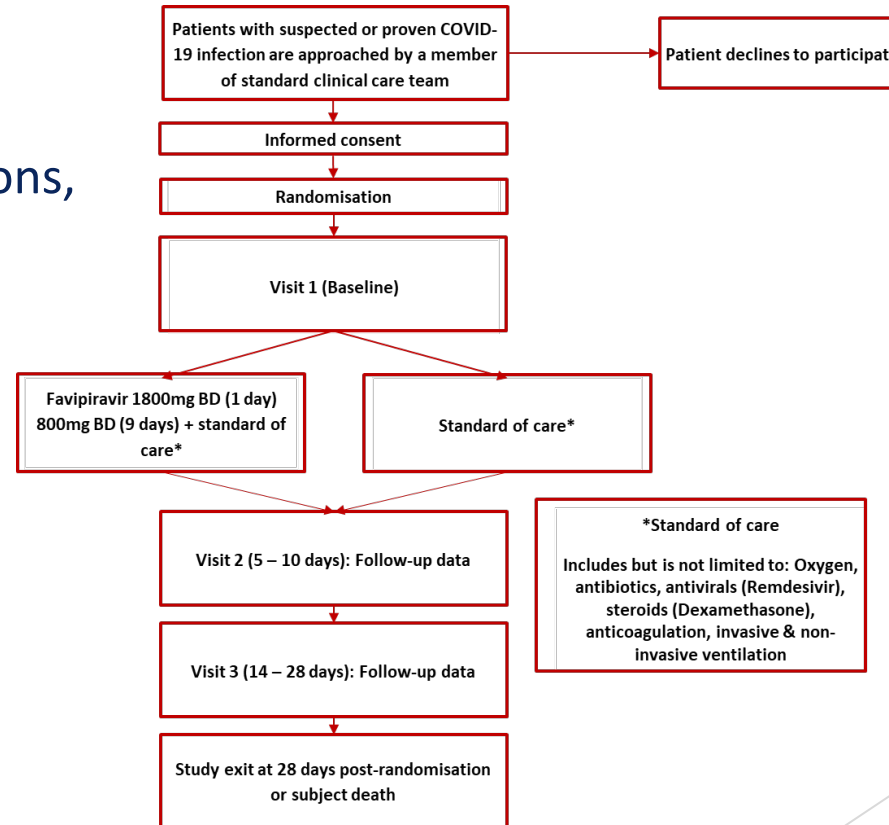 Patients with suspected or proven COVID-
19 infection are approached by a member
of standard clinical care team
Patient declines to participat
Informed consent
ons,
Randomisation
Visit 1 (Baseline)
Favipiravir 1800mg BD (1 day)
800mg BD (9 days) + standard of
care*
Standard of care*
Visit 2 (5 – 10 days): Follow-up data
*Standard of care
Includes but is not limited to: Oxygen,
antibiotics, antivirals (Remdesivir),
steroids (Dexamethasone),
anticoagulation, invasive & non-
invasive ventilation
Visit 3 (14 – 28 days): Follow-up data
Study exit at 28 days post-randomisation
or subject death